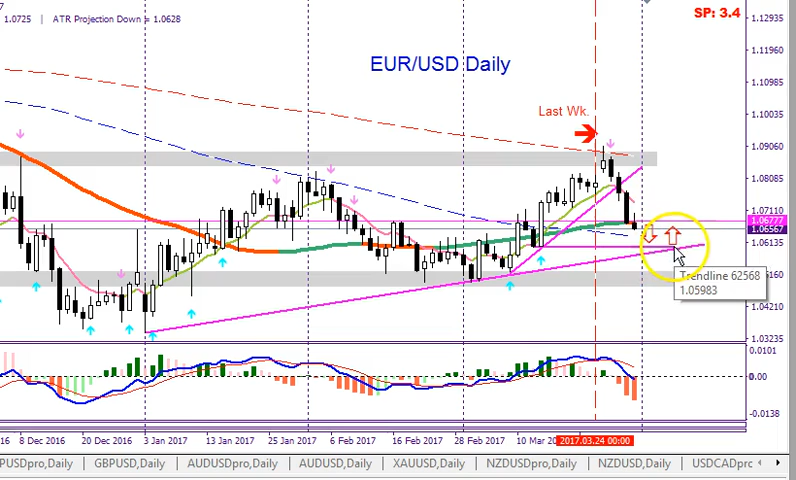 1.0725 | ATR Projection Down = 1.0628
SP: 3.4
1.12935
1.11960
EUR/USD Daily
1.10985
Last Wk.
1.10035
1.09060
1.08085
1.07110
1.06777
1.06567
1.06135
Trendline 62568
1.05983
1.04210
1.03235
0.0101
0.00
-0.0138
16 8 Dec 2016 20 Dec 2016 3 Jan 2017 13 Jan 2017 25 Jan 2017 6 Feb 2017 16 Feb 2017 28 Feb 2017 10 Mar 20 2017.03.24 00:00
PUSDpro,Daily GBPUSD,Daily AUDUSDpro,Daily AUDUSD,Daily XAUUSD,Daily NZDUSDpro,Daily NZDUSD,Daily USDCADpro